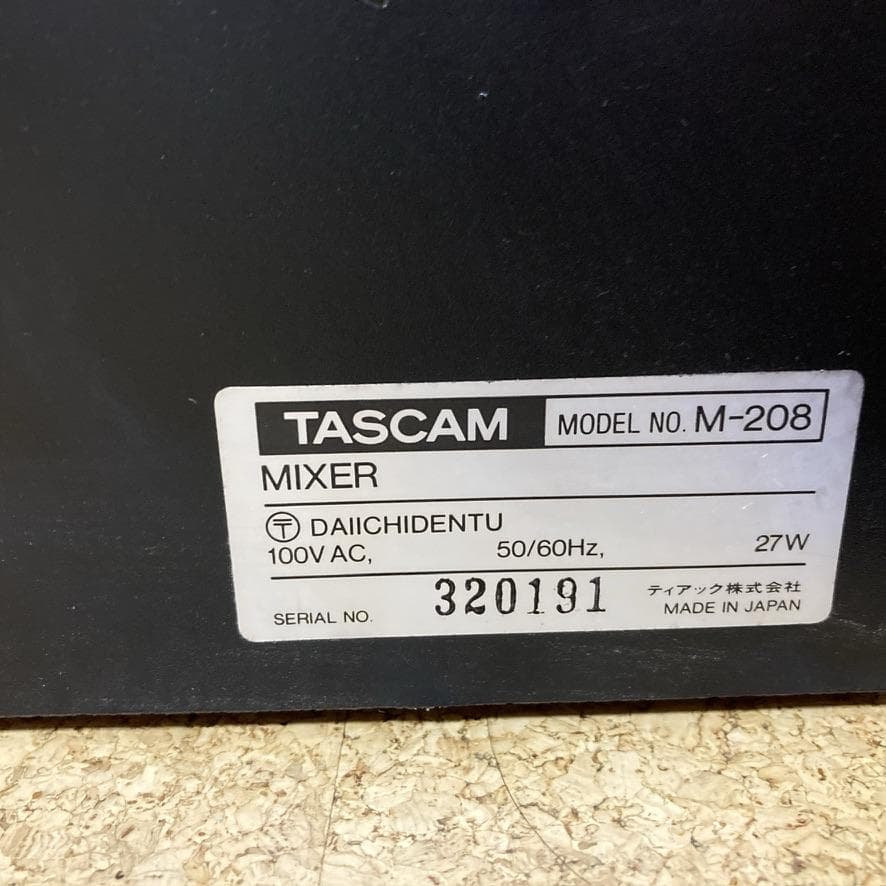 TASCAM MODEL NO. M-208
MIXER
〶 DAIICHIDENTU
100V AC, 50/60Hz, 27W
SERIAL NO. 320191 ティアック株式会社
MADE IN JAPAN